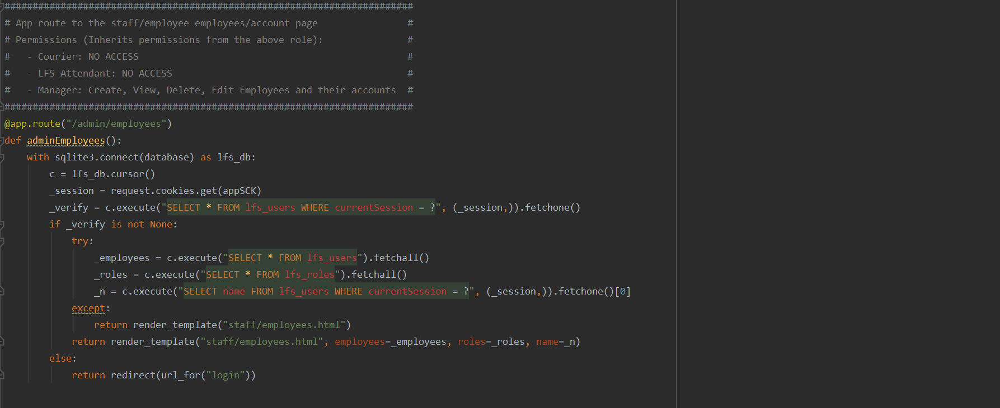 #########################################################################
# App route to the staff/employee employees/account page                #
# Permissions (Inherits permissions from the above role):               #
#   - Courier: NO ACCESS                                                #
#   - LFS Attendant: NO ACCESS                                          #
#   - Manager: Create, View, Delete, Edit Employees and their accounts  #
#########################################################################
@app.route("/admin/employees")
def adminEmployees():
    with sqlite3.connect(database) as lfs_db:
        c = lfs_db.cursor()
        _session = request.cookies.get(appSCK)
        _verify = c.execute("SELECT * FROM lfs_users WHERE currentSession = ?", (_session,)).fetchone()
        if _verify is not None:
            try:
                _employees = c.execute("SELECT * FROM lfs_users").fetchall()
                _roles = c.execute("SELECT * FROM lfs_roles").fetchall()
                _n = c.execute("SELECT name FROM lfs_users WHERE currentSession = ?", (_session,)).fetchone()[0]
            except:
                return render_template("staff/employees.html")
            return render_template("staff/employees.html", employees=_employees, roles=_roles, name=_n)
        else:
            return redirect(url_for("login"))